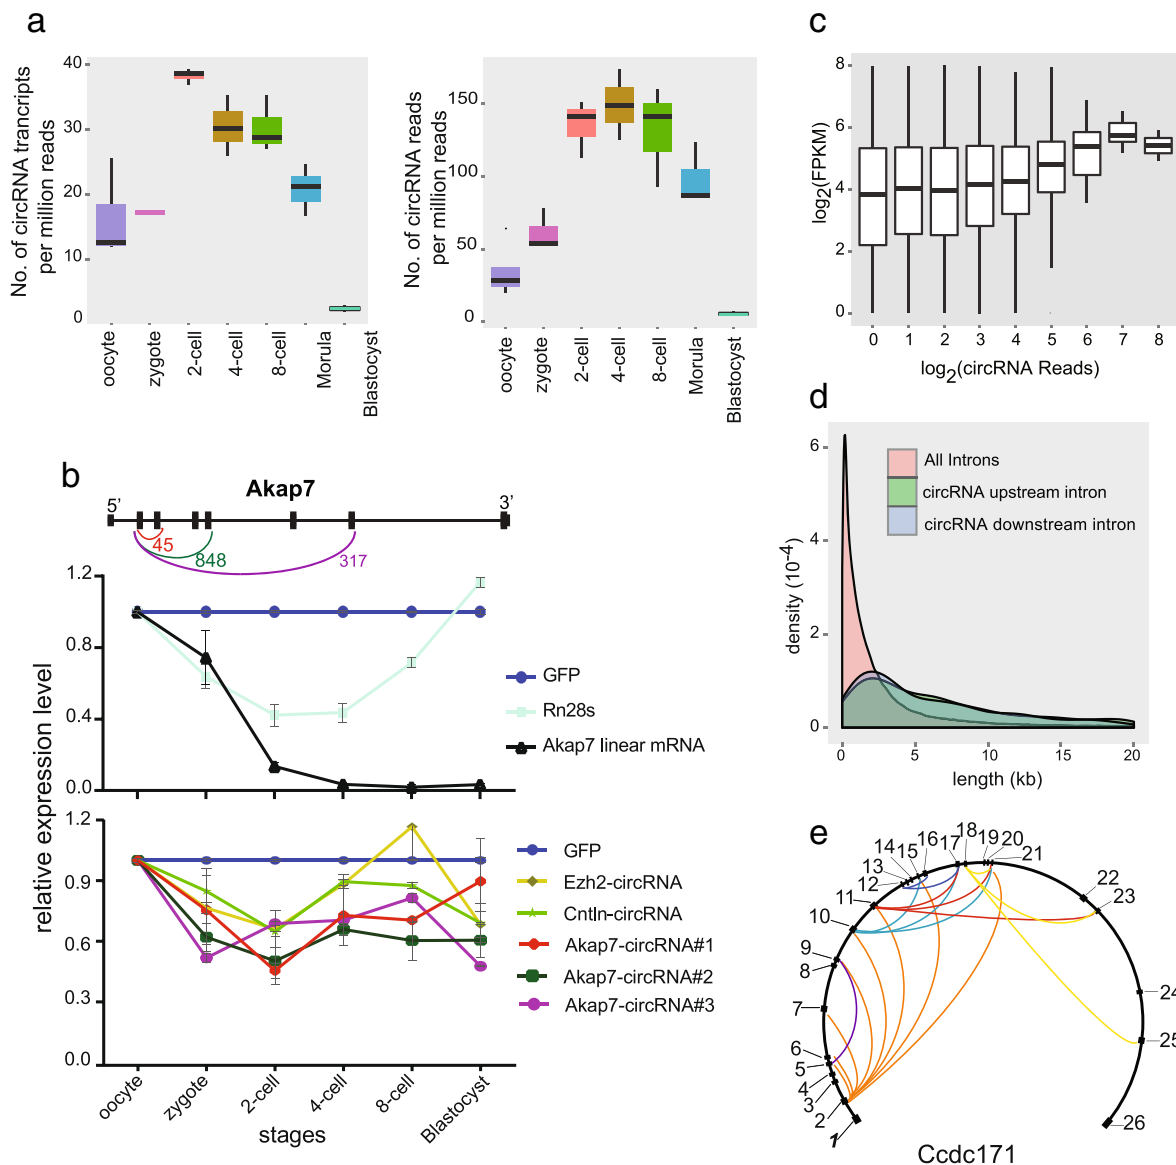 a
No. of circRNA trancripts
per million reads
40
30
20
10
0
oocyte
zygote
2-cell
4-cell
8-cell
Morula
Blastocyst
No. of circRNA reads
per million reads
150
100
50
0
oocyte
zygote
2-cell
4-cell
8-cell
Morula
Blastocyst
c
log2(FPKM)
8
6
4
2
0
0 1 2 3 4 5 6 7 8
log2(circRNA Reads)
b
Akap7
5’
3’
45
848
317
relative expression level
1.2
0.8
0.4
0.0
GFP
Rn28s
Akap7 linear mRNA
1.2
0.9
0.6
0.3
0.0
GFP
Ezh2-circRNA
Cntln-circRNA
Akap7-circRNA#1
Akap7-circRNA#2
Akap7-circRNA#3
oocyte
zygote
2-cell
4-cell
8-cell
Blastocyst
stages
d
density (10-4)
6
4
2
0
All Introns
circRNA upstream intron
circRNA downstream intron
0 5 10 15 20
length (kb)
e
1
2
3
4
5
6
7
8
9
10
11
12
13
14
15
16
17
18
19
20
21
22
23
24
25
26
Ccdc171